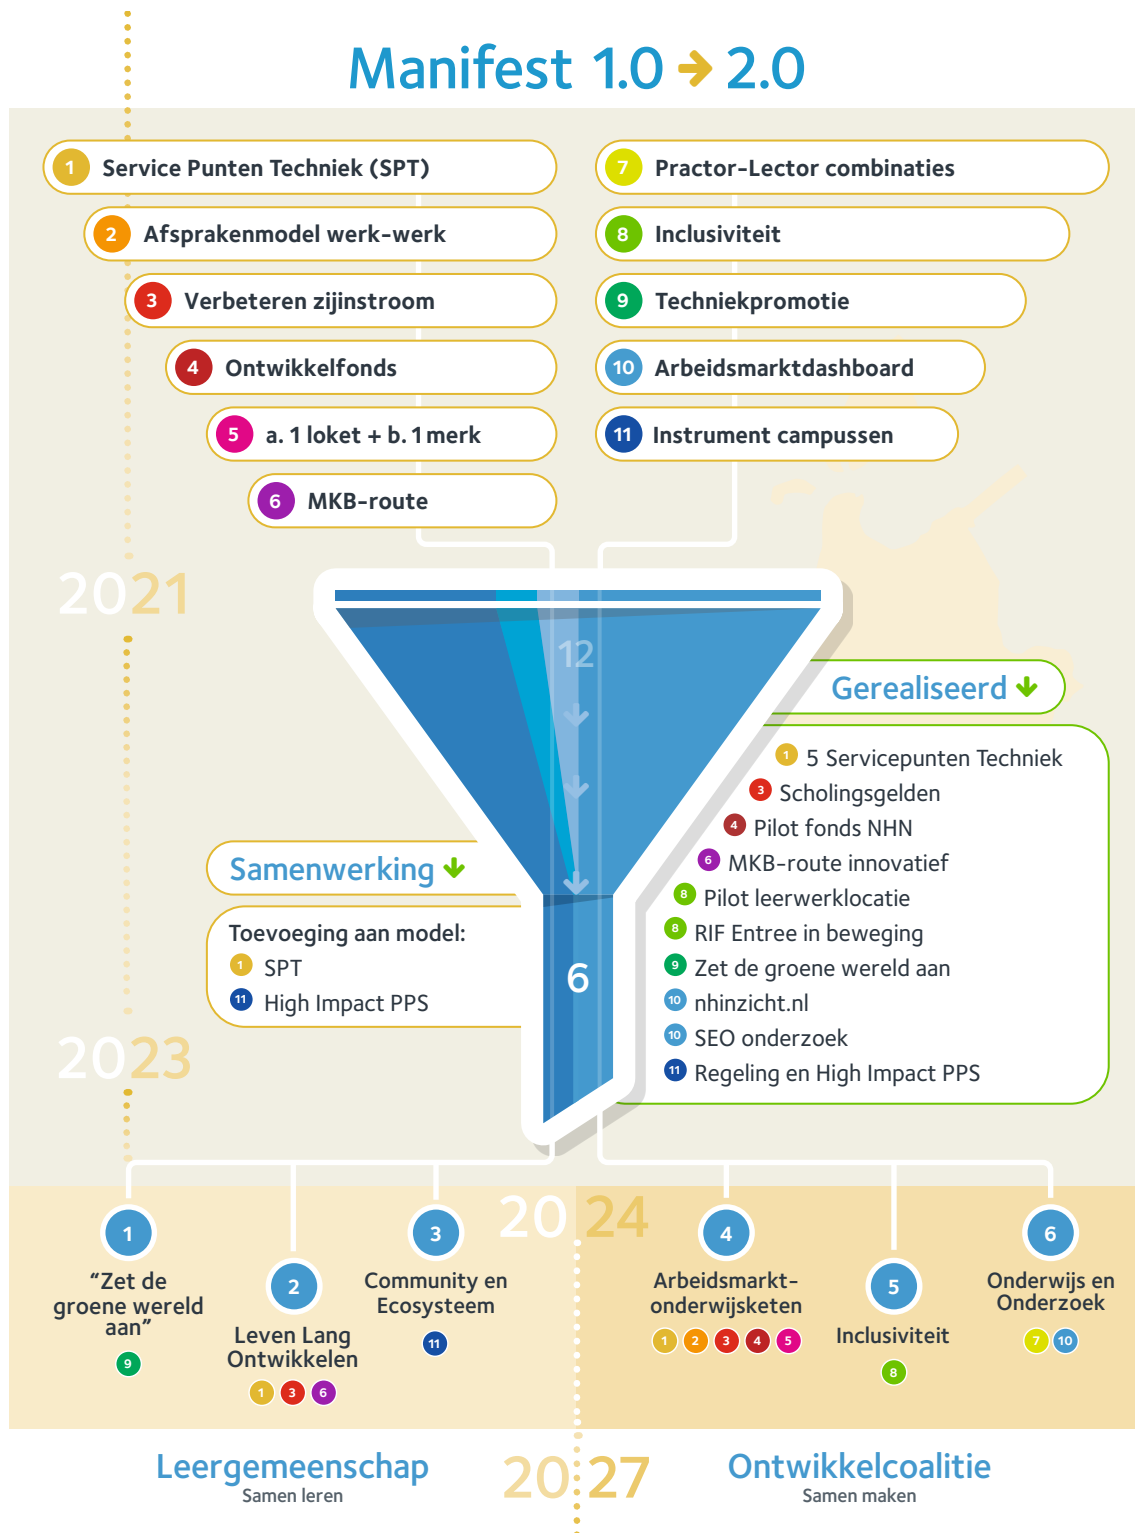 Manifest 1.0 → 2.0
1 Service Punten Techniek (SPT)
2 Afsprakenmodel werk-werk
3 Verbeteren zijinstroom
4 Ontwikkelfonds
5 a. 1 loket + b. 1 merk
6 MKB-route
7 Practor-Lector combinaties
8 Inclusiviteit
9 Techniekpromotie
10 Arbeidsmarktdashboard
11 Instrument campussen
2021
12
Gerealiseerd
1 5 Servicepunten Techniek
3 Scholingsgelden
4 Pilot fonds NHN
6 MKB-route innovatief
8 Pilot leerwerklocatie
8 RIF Entree in beweging
9 Zet de groene wereld aan
10 nhinzicht.nl
10 SEO onderzoek
11 Regeling en High Impact PPS
Samenwerking
Toevoeging aan model:
1 SPT
11 High Impact PPS
6
2023
2024
1
“Zet de
groene wereld
aan”
9
2
Leven Lang
Ontwikkelen
1 3 6
3
Community en
Ecosysteem
11
4
Arbeidsmarkt-
onderwijsketen
1 2 3 4 5
5
Inclusiviteit
8
6
Onderwijs en
Onderzoek
7 10
Leergemeenschap
Samen leren
2027
Ontwikkelcoalitie
Samen maken